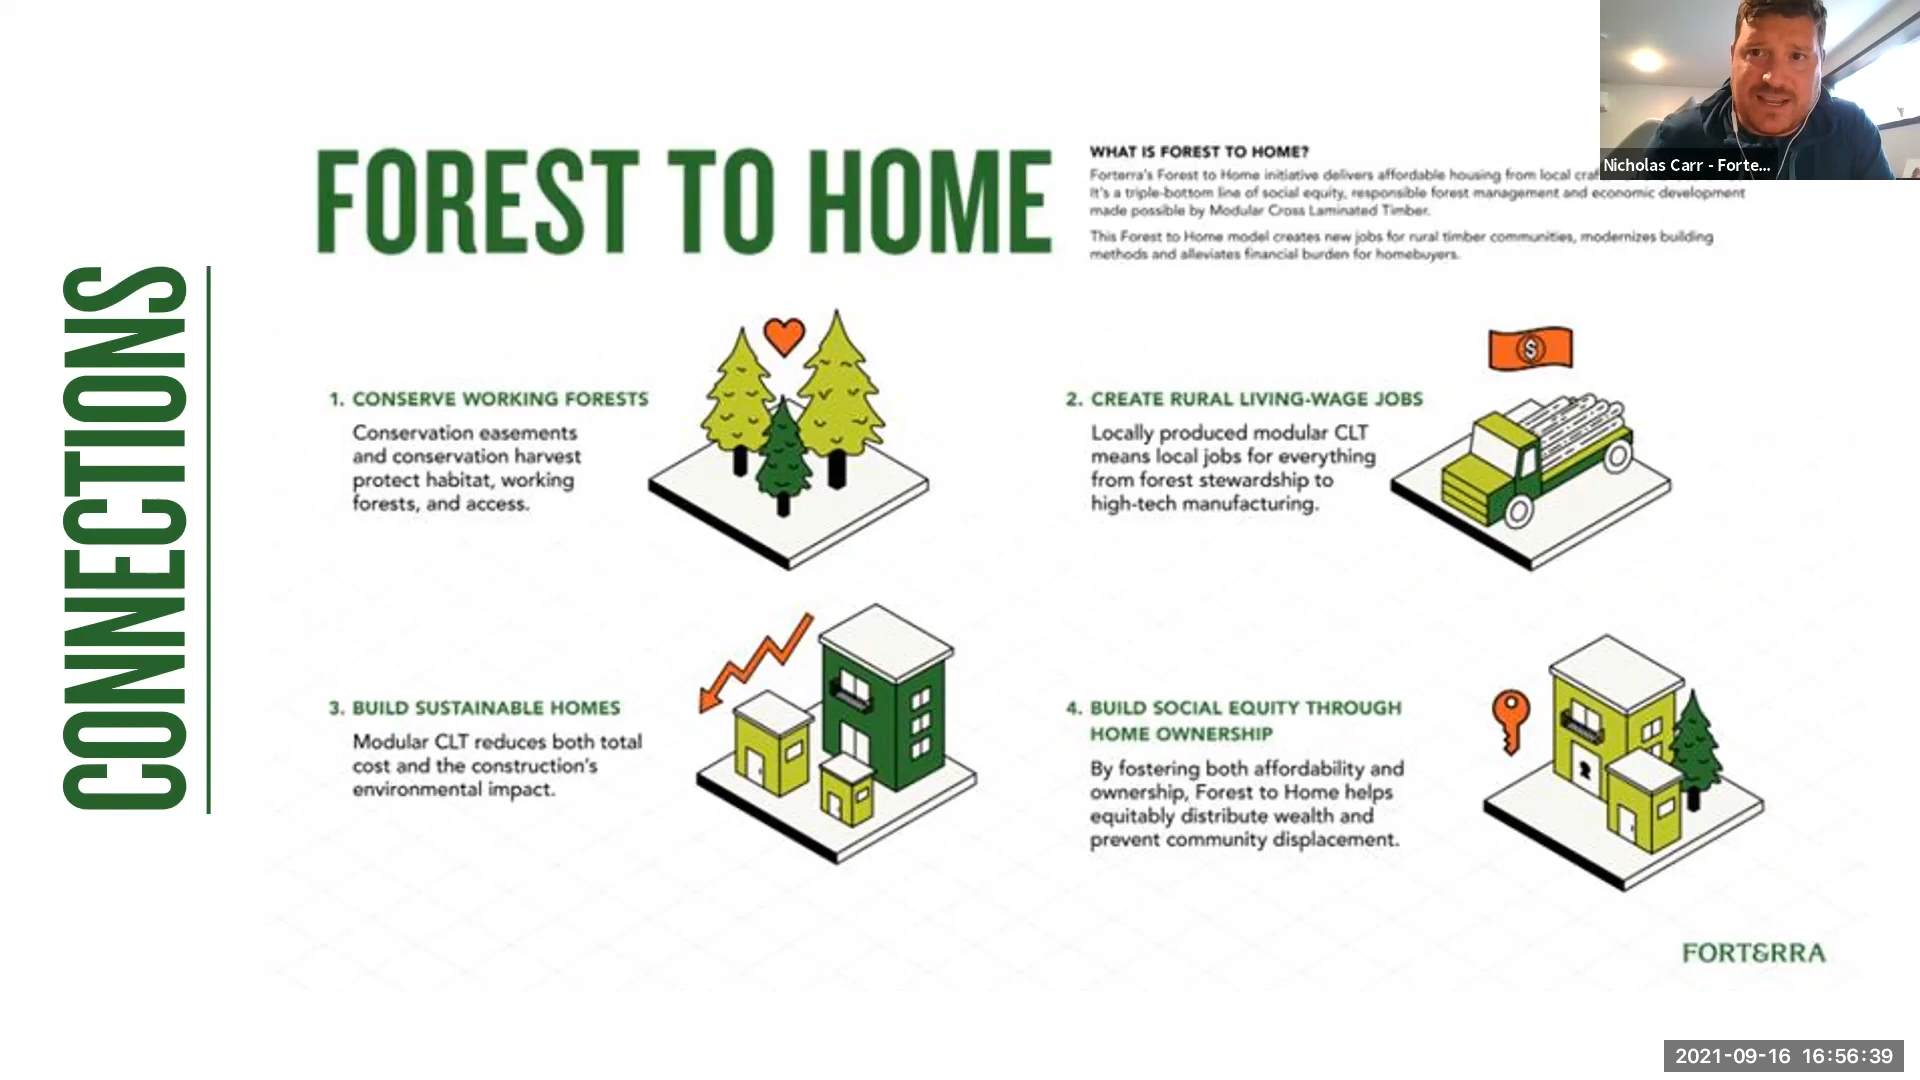 CONNECTIONS
FOREST TO HOME
WHAT IS FOREST TO HOME?
Forterra's Forest to Home initiative delivers affordable housing from local
It's a triple-bottom line of social equity, responsible forest management and economic development
made possible by Modular Cross Laminated Timber.
This Forest to Home model creates new jobs for rural timber communities, modernizes building
methods and alleviates financial burden for homebuyers.
1. CONSERVE WORKING FORESTS
Conservation easements
and conservation harvest
protect habitat, working
forests, and access.
2. CREATE RURAL LIVING-WAGE JOBS
Locally produced modular CLT
means local jobs for everything
from forest stewardship to
high-tech manufacturing.
$
3. BUILD SUSTAINABLE HOMES
Modular CLT reduces both total
cost and the construction's
environmental impact.
4. BUILD SOCIAL EQUITY THROUGH
HOME OWNERSHIP
By fostering both affordability and
ownership, Forest to Home helps
equitably distribute wealth and
prevent community displacement.
FORTERRA
Nicholas Carr - Forte...
2021-09-16 16:56:39